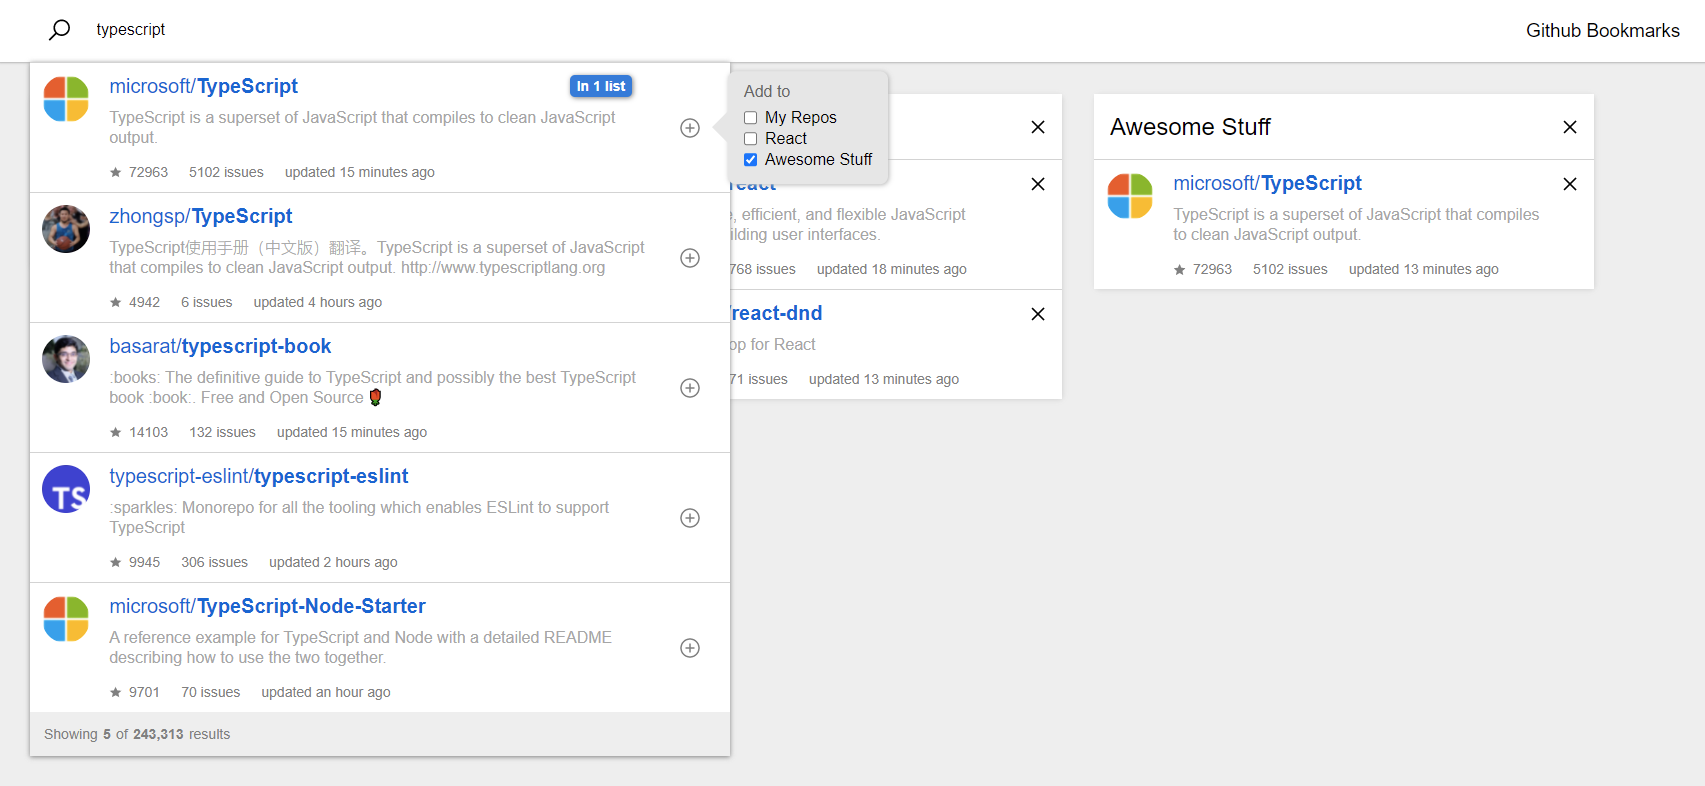 typescript
Github Bookmarks
microsoft/TypeScript
In 1 list
TypeScript is a superset of JavaScript that compiles to clean JavaScript
output.
72963 5102 issues updated 15 minutes ago
zhongsp/TypeScript
TypeScript使用手册（中文版）翻译。TypeScript is a superset of JavaScript
that compiles to clean JavaScript output. http://www.typescriptlang.org
4942 6 issues updated 4 hours ago
basarat/typescript-book
:books: The definitive guide to TypeScript and possibly the best TypeScript
book :book:. Free and Open Source 🌹
14103 132 issues updated 15 minutes ago
typescript-eslint/typescript-eslint
:sparkles: Monorepo for all the tooling which enables ESLint to support
TypeScript
9945 306 issues updated 2 hours ago
microsoft/TypeScript-Node-Starter
A reference example for TypeScript and Node with a detailed README
describing how to use the two together.
9701 70 issues updated an hour ago
Showing 5 of 243,313 results
Add to
My Repos
React
Awesome Stuff
react
, efficient, and flexible JavaScript
ilding user interfaces.
768 issues updated 18 minutes ago
/react-dnd
op for React
71 issues updated 13 minutes ago
Awesome Stuff
microsoft/TypeScript
TypeScript is a superset of JavaScript that compiles
to clean JavaScript output.
72963 5102 issues updated 13 minutes ago